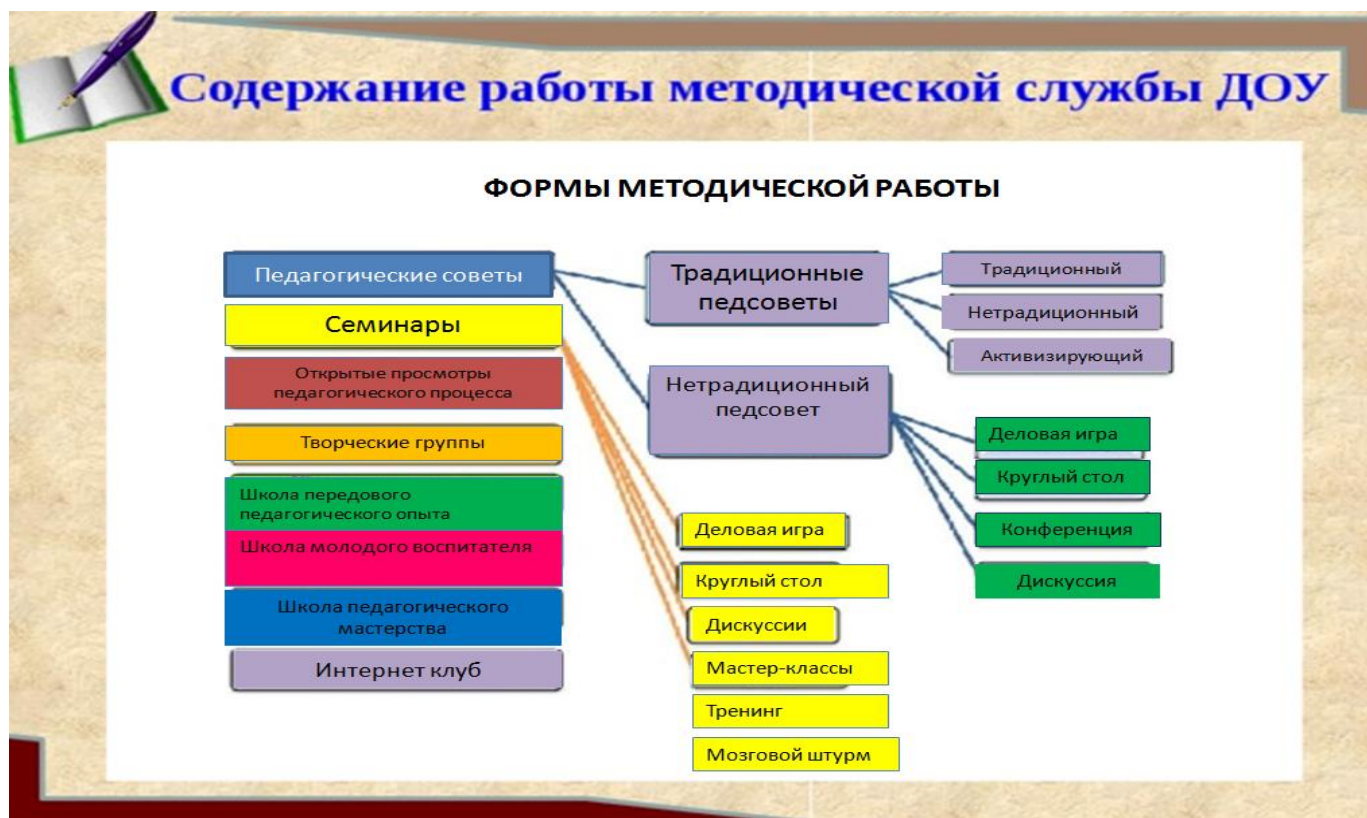 Содержание работы методической службы ДОУ
ФОРМЫ МЕТОДИЧЕСКОЙ РАБОТЫ
Педагогические советы
Семинары
Открытые просмотры
педагогического процесса
Творческие группы
Школа передового
педагогического опыта
Школа молодого воспитателя
Школа педагогического
мастерства
Интернет клуб
Традиционные
педсоветы
Нетрадиционный
педсовет
Традиционный
Нетрадиционный
Активизирующий
Деловая игра
Круглый стол
Конференция
Дискуссия
Деловая игра
Круглый стол
Дискуссии
Мастер-классы
Тренинг
Мозговой штурм